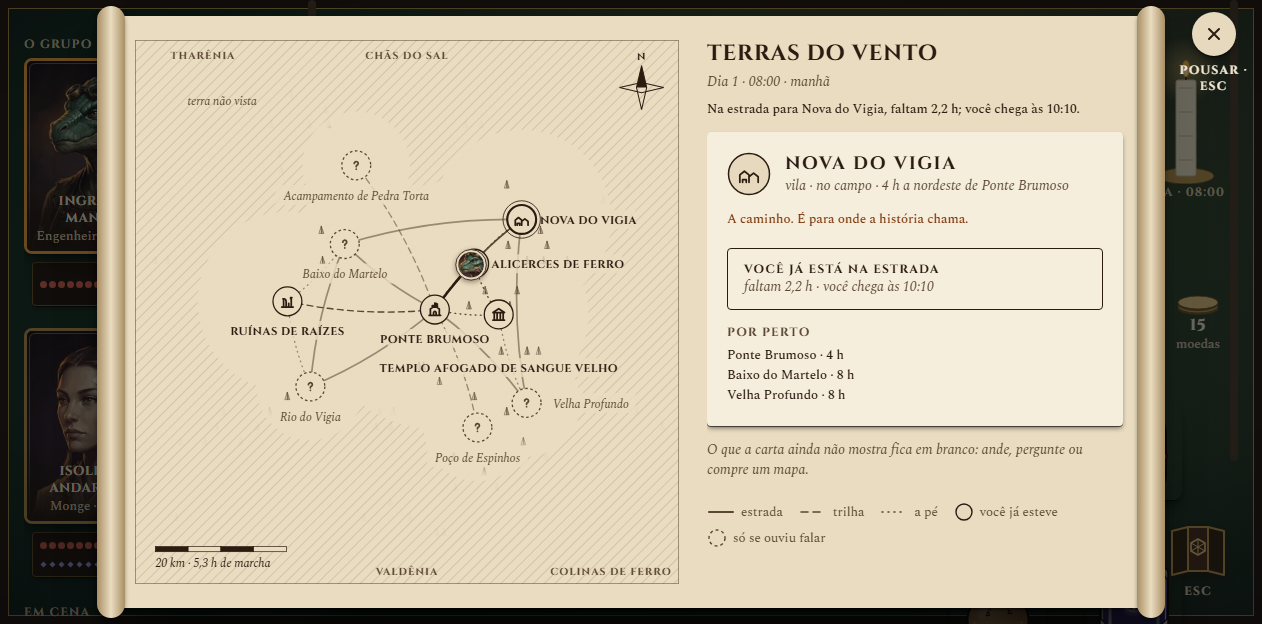 O GRUPO
Engenheir
ISOL
ANDAR
Monge ·
EM CENA
THARÊNIA
CHÃS DO SAL
N
terra não vista
?
Acampamento de Pedra Torta
NOVA DO VIGIA
?
ALICERCES DE FERRO
Baixo do Martelo
RUÍNAS DE RAÍZES
PONTE BRUMOSO
TEMPLO AFOGADO DE SANGUE VELHO
?
?
Velha Profundo
Rio do Vigia
?
Poço de Espinhos
20 km · 5,3 h de marcha
VALDÊNIA
COLINAS DE FERRO
TERRAS DO VENTO
Dia 1 · 08:00 · manhã
Na estrada para Nova do Vigia, faltam 2,2 h; você chega às 10:10.
NOVA DO VIGIA
vila · no campo · 4 h a nordeste de Ponte Brumoso
A caminho. É para onde a história chama.
VOCÊ JÁ ESTÁ NA ESTRADA
faltam 2,2 h · você chega às 10:10
POR PERTO
Ponte Brumoso · 4 h
Baixo do Martelo · 8 h
Velha Profundo · 8 h
O que a carta ainda não mostra fica em branco: ande, pergunte ou
compre um mapa.
estrada trilha a pé você já esteve
só se ouviu falar
POUSAR ·
ESC
A · 08:00
15
moedas
ESC